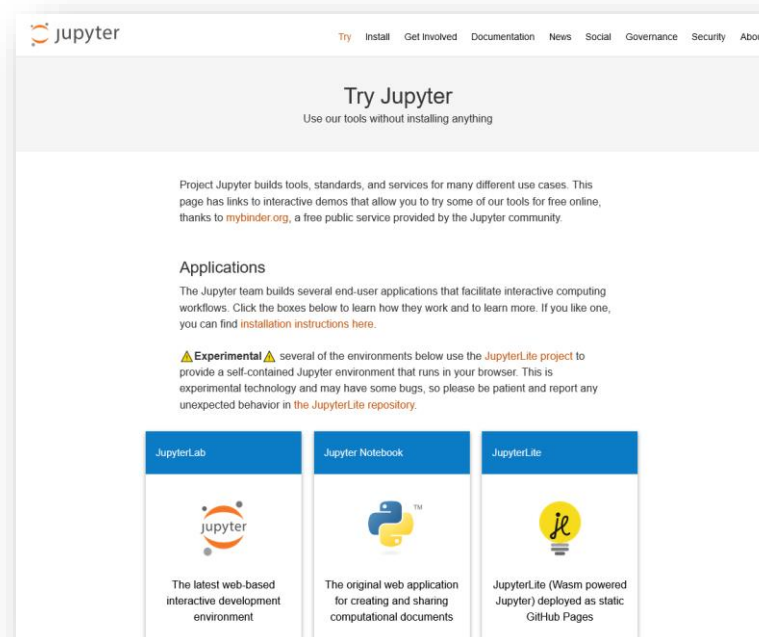 jupyter
Try Install Get Involved Documentation News Social Governance Security
Try Jupyter
Use our tools without installing anything
Project Jupyter builds tools, standards, and services for many different use cases. This
page has links to interactive demos that allow you to try some of our tools for free online,
thanks to mybinder.org, a free public service provided by the Jupyter community.
Applications
The Jupyter team builds several end-user applications that facilitate interactive computing
workflows. Click the boxes below to learn how they work and to learn more. If you like one,
you can find installation instructions here.
⚠Experimental⚠ several of the environments below use the JupyterLite project to
provide a self-contained Jupyter environment that runs in your browser. This is
experimental technology and may have some bugs, so please be patient and report any
unexpected behavior in the JupyterLite repository.
JupyterLab
Jupyter Notebook
JupyterLite
jupyter
TM
jl
The latest web-based
interactive development
environment
The original web application
for creating and sharing
computational documents
JupyterLite (Wasm powered
Jupyter) deployed as static
GitHub Pages